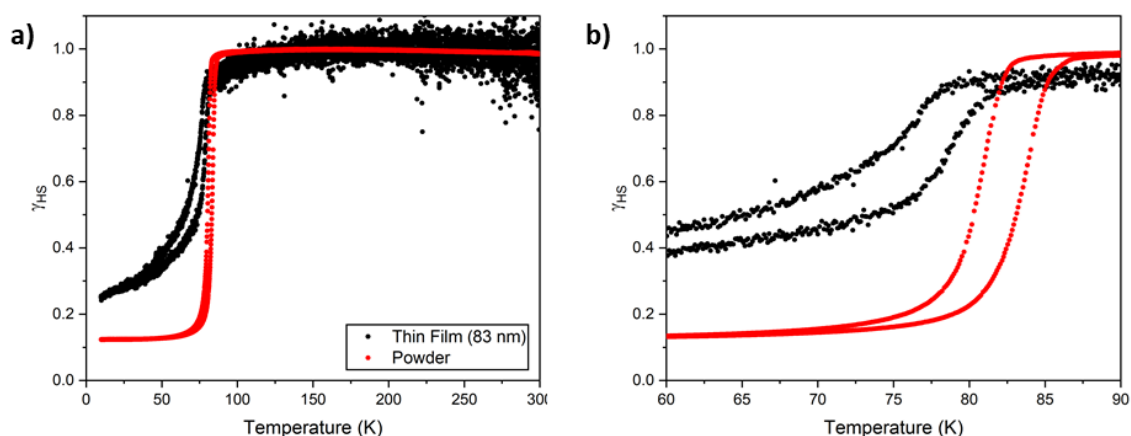 a)
1.0
0.8
0.6
0.4
0.2
0.0
γHS
0 50 100 150 200 250 300
Temperature (K)
Thin Film (83 nm)
Powder
b)
1.0
0.8
0.6
0.4
0.2
0.0
γHS
60 65 70 75 80 85 90
Temperature (K)